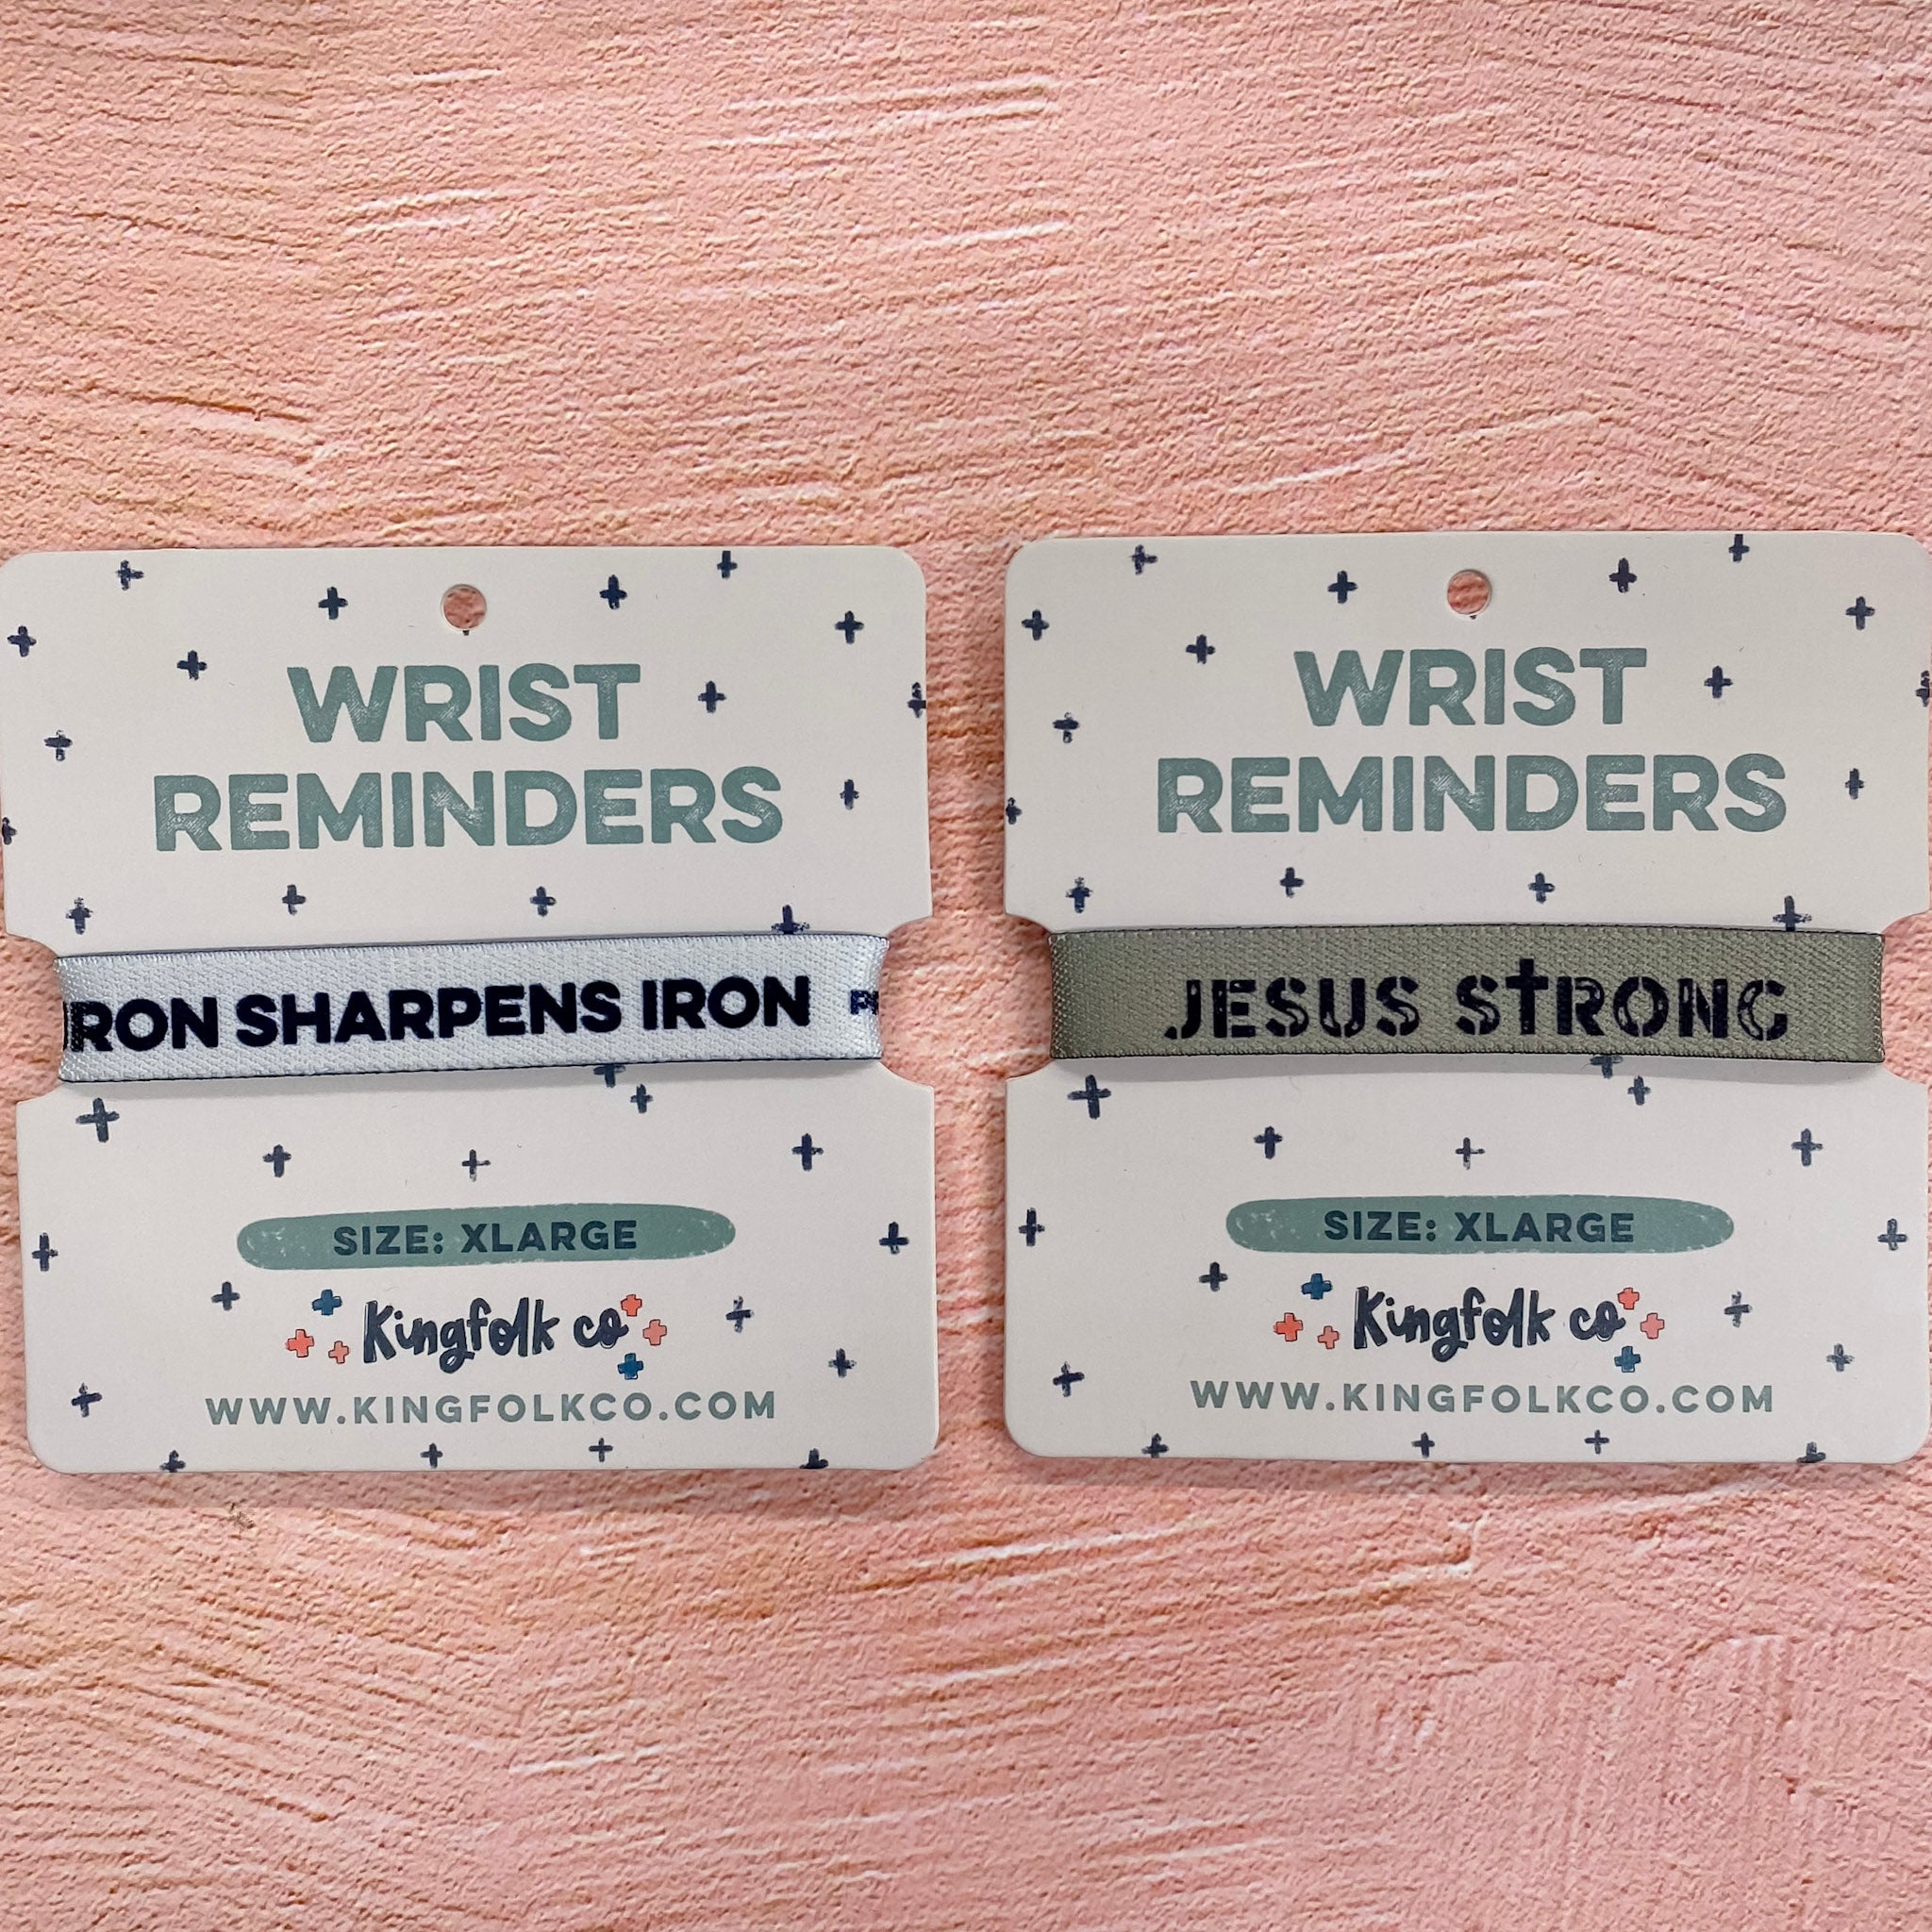 WRIST
REMINDERS
IRON SHARPENS IRON
SIZE: XLARGE
Kingfolk co
WWW.KINGFOLKCO.COM
WRIST
REMINDERS
JESUS STRONG
SIZE: XLARGE
Kingfolk co
WWW.KINGFOLKCO.COM